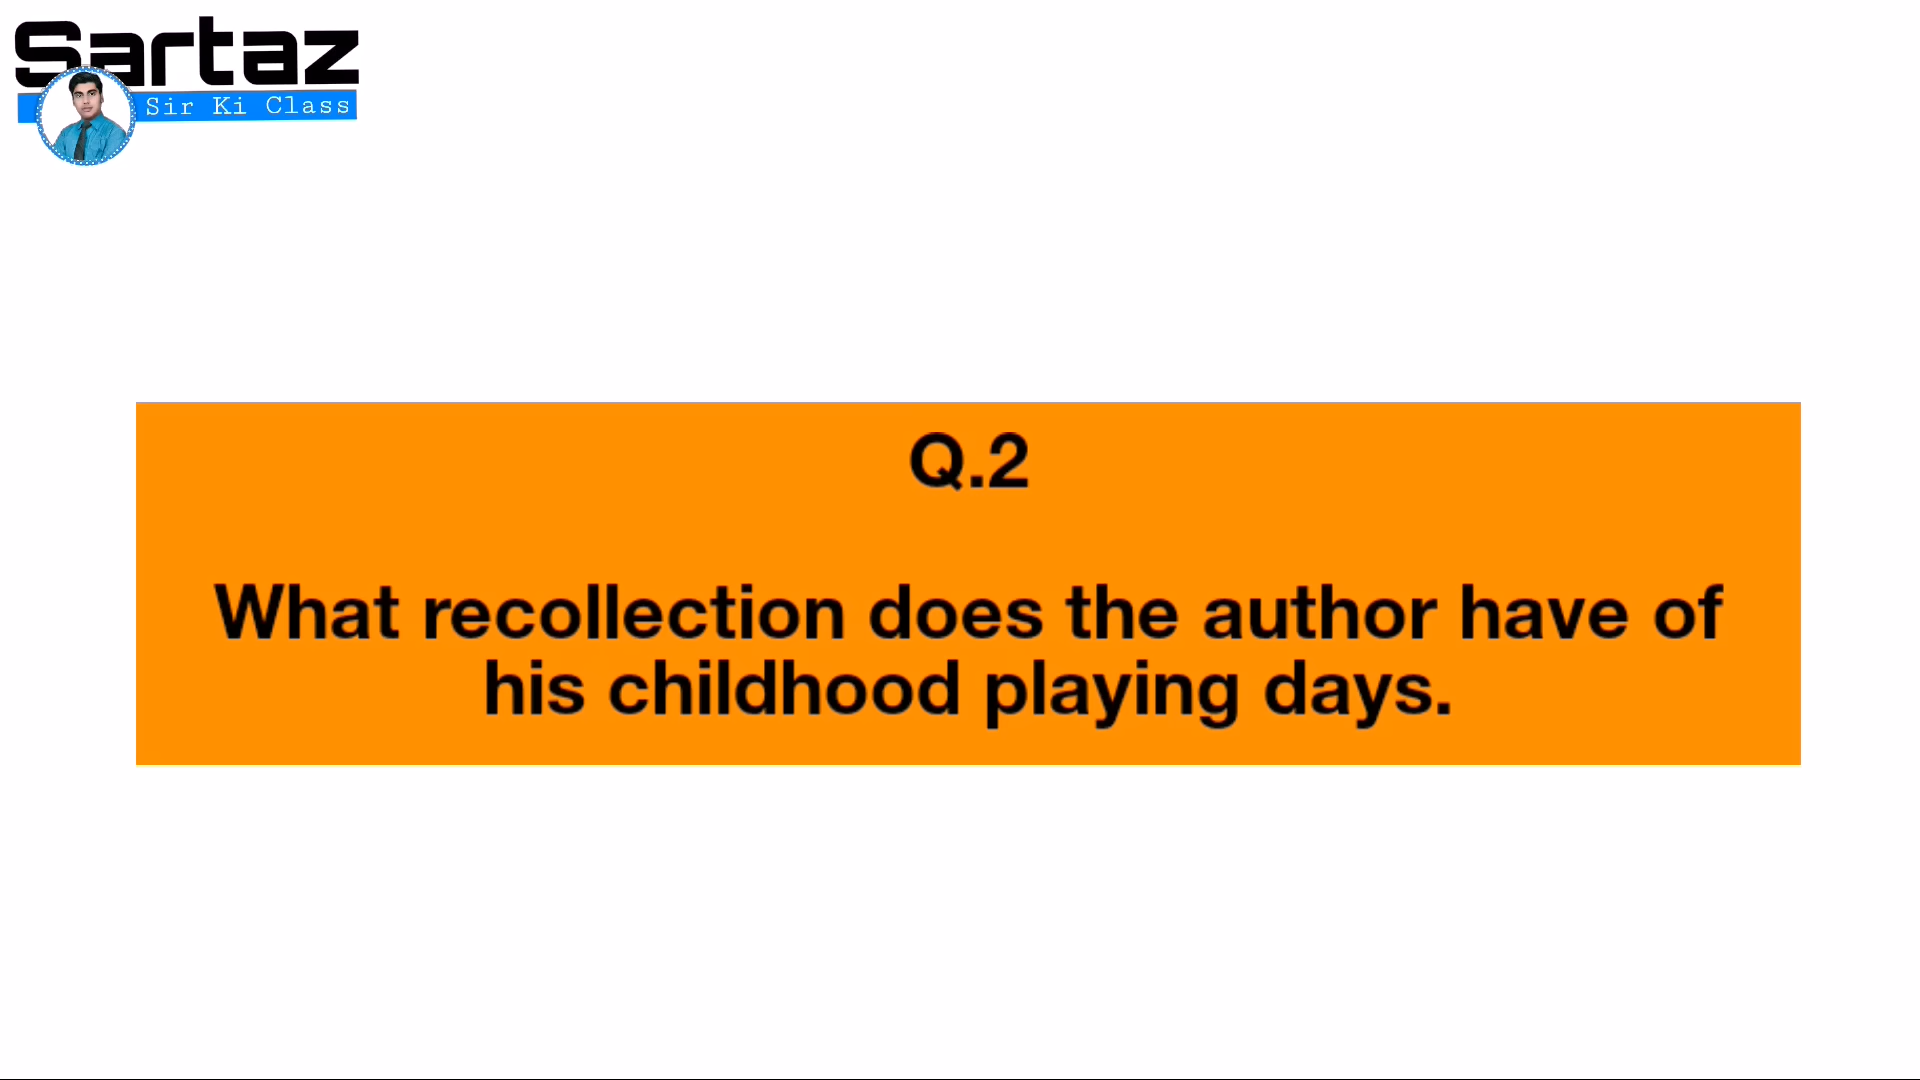 Sartaz
Sir Ki Class
Q.2
What recollection does the author have of
his childhood playing days.